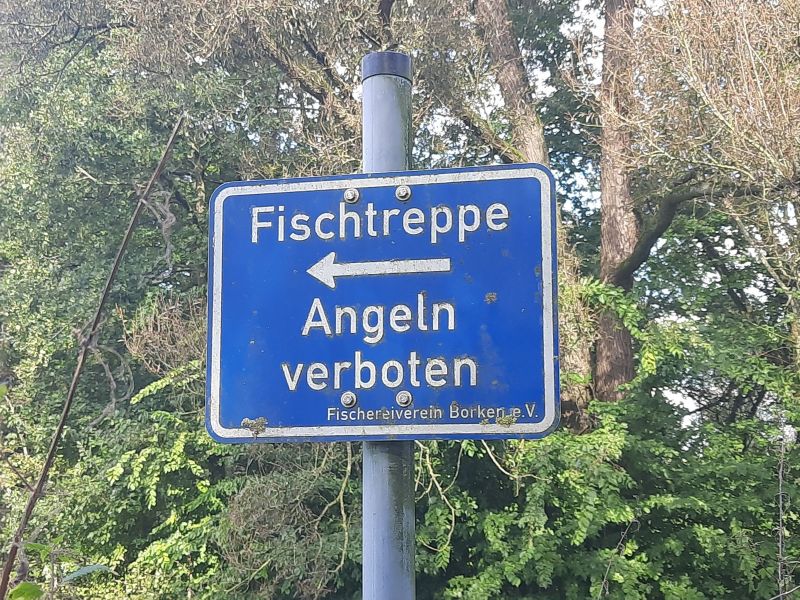 Fischtreppe
Angeln
verboten
Fischereiverein Borken e.V.